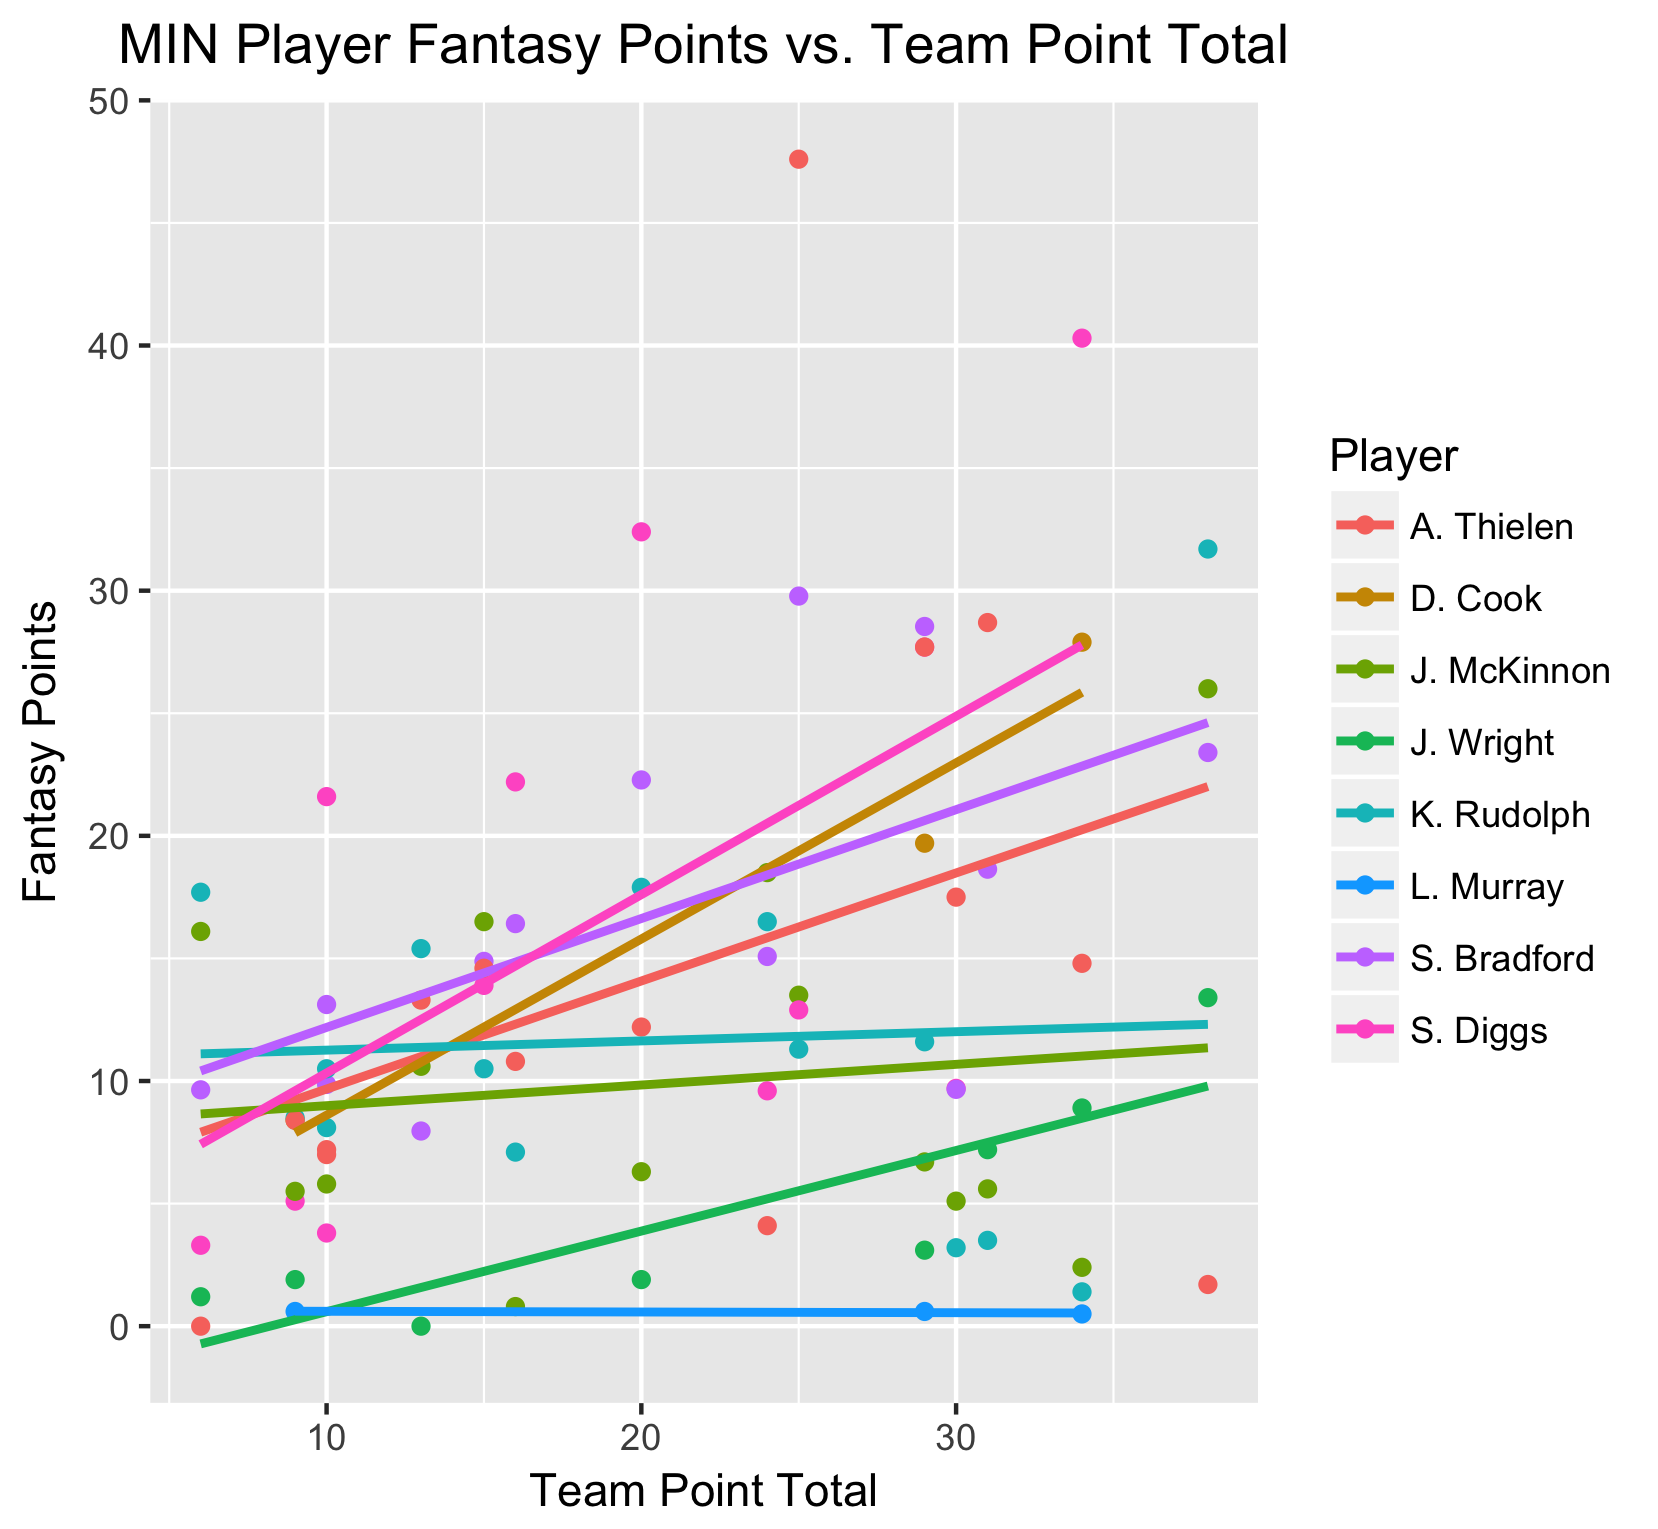 MIN Player Fantasy Points vs. Team Point Total
50
40
30
20
10
0
Fantasy Points
10 20 30
Team Point Total
Player
A. Thielen
D. Cook
J. McKinnon
J. Wright
K. Rudolph
L. Murray
S. Bradford
S. Diggs